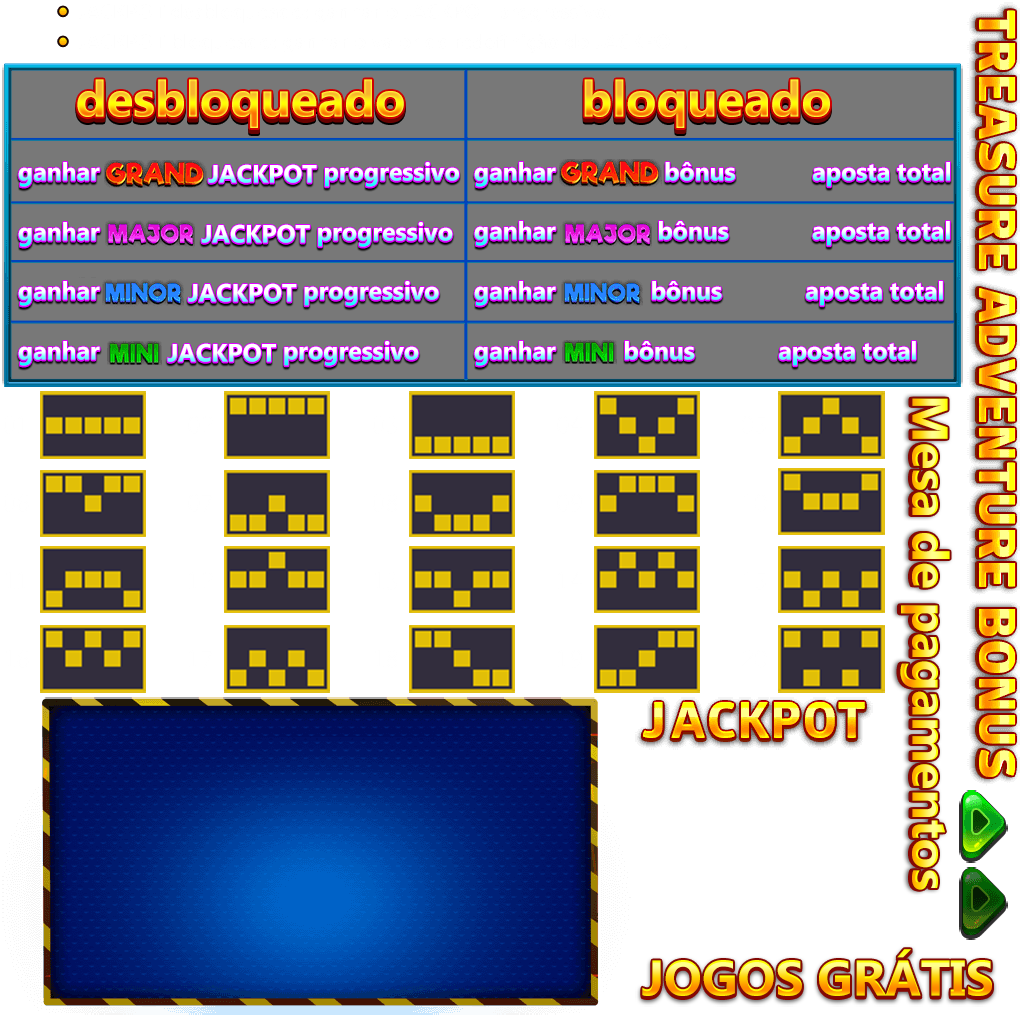 desbloqueado
bloqueado
ganhar GRAND JACKPOT progressivo
ganhar GRAND bônus aposta total
ganhar MAJOR JACKPOT progressivo
ganhar MAJOR bônus aposta total
ganhar MINOR JACKPOT progressivo
ganhar MINOR bônus aposta total
ganhar MINI JACKPOT progressivo
ganhar MINI bônus aposta total
TREASURE ADVENTURE BONUS
Mesa de pagamentos
JACKPOT
JOGOS GRÁTIS